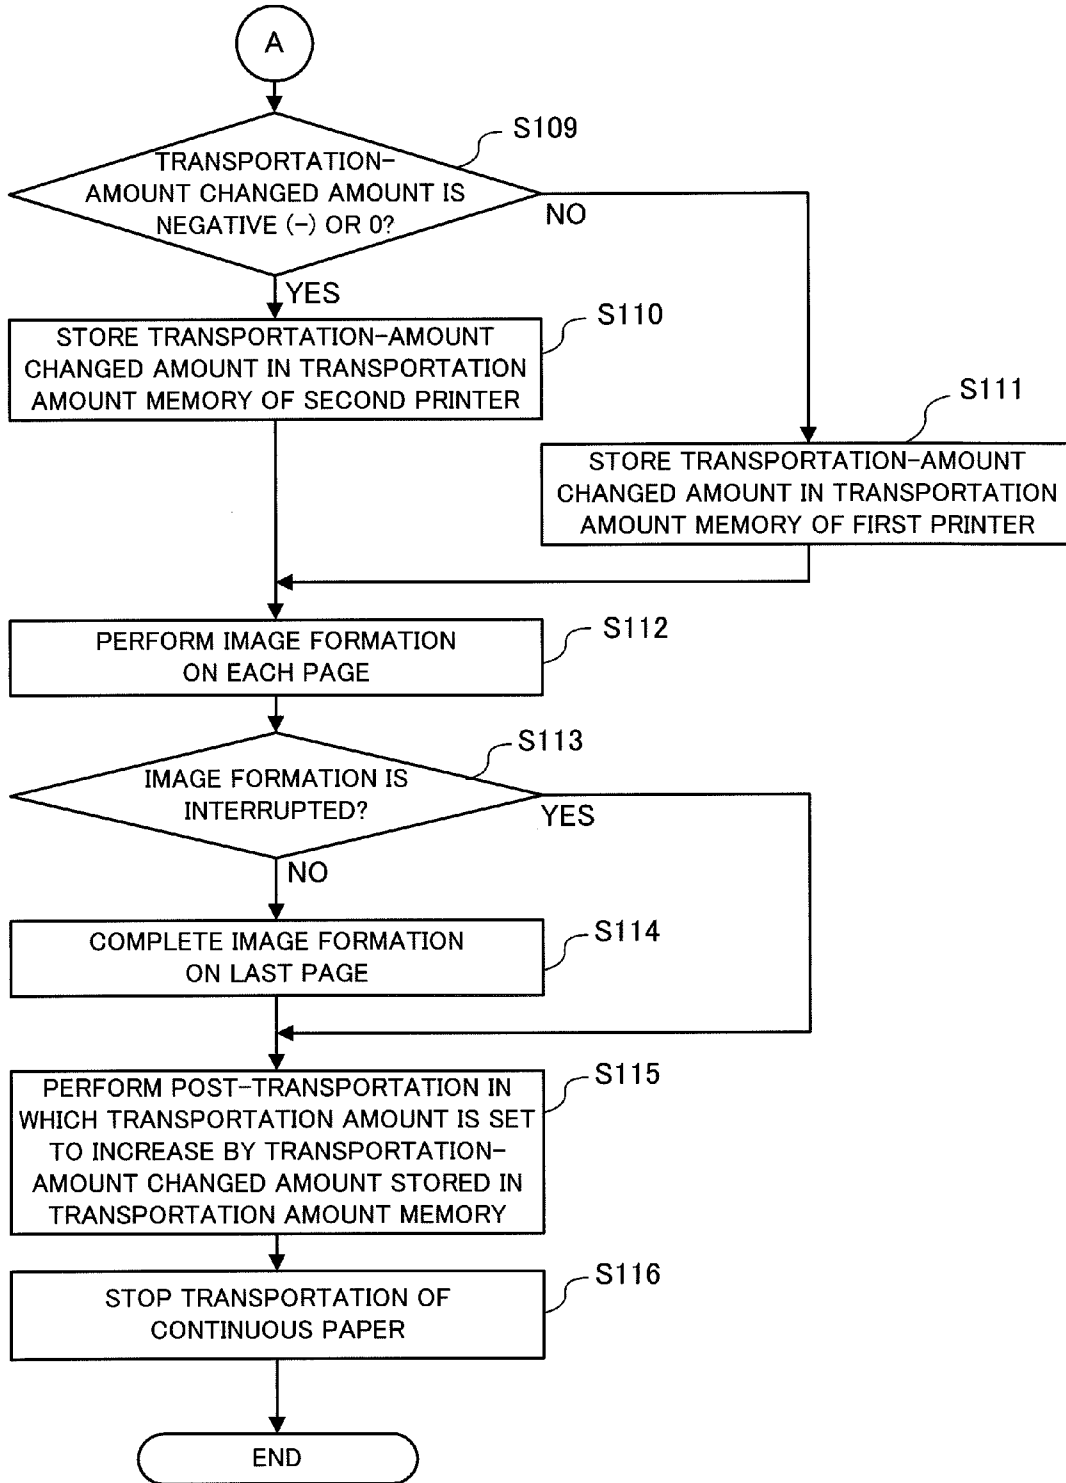 A
S109
TRANSPORTATION-
AMOUNT CHANGED AMOUNT IS
NEGATIVE (-) OR 0?
NO
YES
S110
STORE TRANSPORTATION-AMOUNT
CHANGED AMOUNT IN TRANSPORTATION
AMOUNT MEMORY OF SECOND PRINTER
S111
STORE TRANSPORTATION-AMOUNT
CHANGED AMOUNT IN TRANSPORTATION
AMOUNT MEMORY OF FIRST PRINTER
S112
PERFORM IMAGE FORMATION
ON EACH PAGE
S113
IMAGE FORMATION IS
INTERRUPTED?
YES
NO
S114
COMPLETE IMAGE FORMATION
ON LAST PAGE
S115
PERFORM POST-TRANSPORTATION IN
WHICH TRANSPORTATION AMOUNT IS SET
TO INCREASE BY TRANSPORTATION-
AMOUNT CHANGED AMOUNT STORED IN
TRANSPORTATION AMOUNT MEMORY
S116
STOP TRANSPORTATION OF
CONTINUOUS PAPER
END